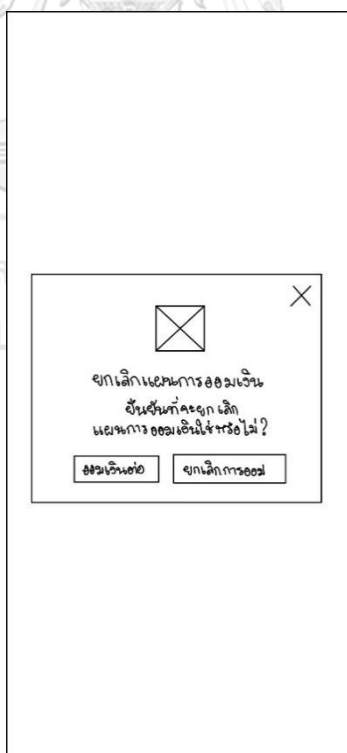 ยกเลิกแผนการออมเงิน
ยืนยันที่จะยกเลิก
แผนการออมเงินใช่หรือไม่?
ออมเงินต่อ
ยกเลิกการออม